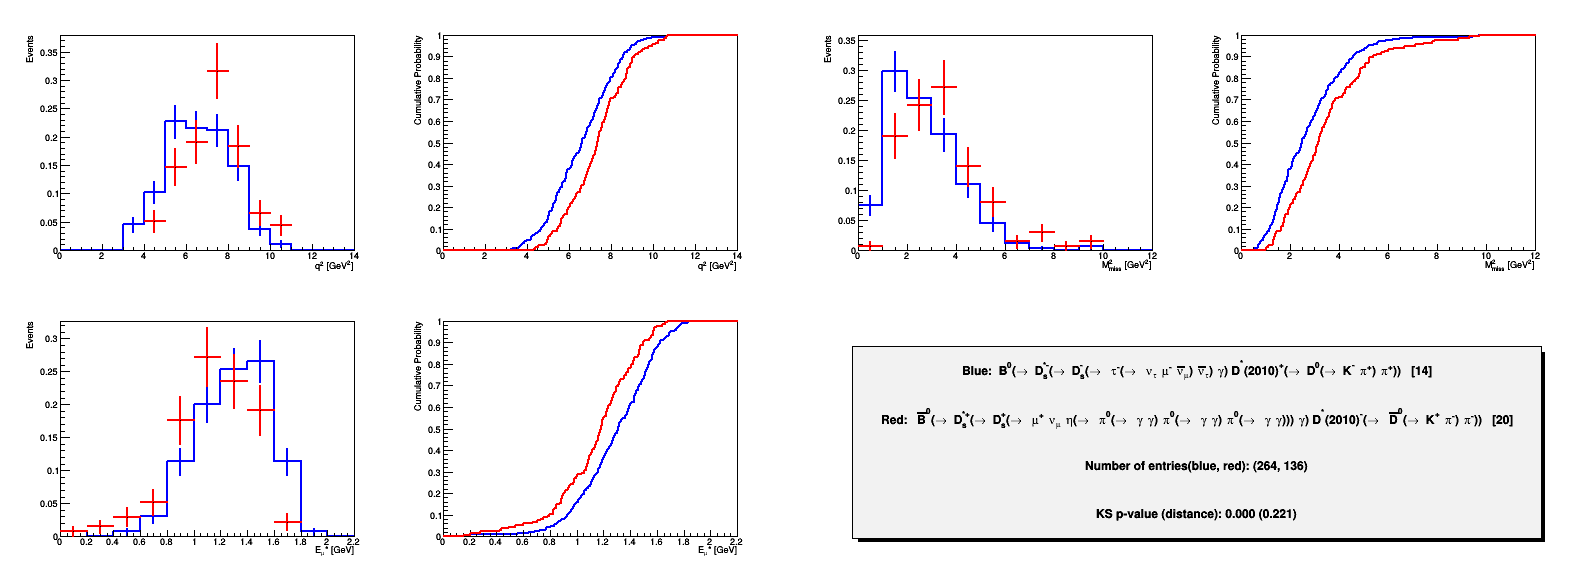 Events
0.35
0.3
0.25
0.2
0.15
0.1
0.05
0
0 2 4 6 8 10 12 14
q² [GeV²]
Cumulative Probability
1
0.9
0.8
0.7
0.6
0.5
0.4
0.3
0.2
0.1
0
0 2 4 6 8 10 12 14
q² [GeV²]
Events
0.35
0.3
0.25
0.2
0.15
0.1
0.05
0
0 2 4 6 8 10 12
M²miss [GeV²]
Cumulative Probability
1
0.9
0.8
0.7
0.6
0.5
0.4
0.3
0.2
0.1
0
0 2 4 6 8 10 12
M²miss [GeV²]
Events
0.3
0.25
0.2
0.15
0.1
0.05
0
0 0.2 0.4 0.6 0.8 1 1.2 1.4 1.6 1.8 2 2.2
Eμ* [GeV]
Cumulative Probability
1
0.9
0.8
0.7
0.6
0.5
0.4
0.3
0.2
0.1
0
0 0.2 0.4 0.6 0.8 1 1.2 1.4 1.6 1.8 2 2.2
Eμ* [GeV]
Blue: B⁰(→ Dₛ*⁻(→ Dₛ⁻(→ τ⁻(→ ντ μ⁻ ν̅μ) ν̅τ) γ) D*(2010)⁺(→ D⁰(→ K⁻ π⁺) π⁺)) [14]
Red: B̅⁰(→ Dₛ*⁺(→ Dₛ⁺(→ μ⁺ νμ η(→ π⁰(→ γ γ) π⁰(→ γ γ) π⁰(→ γ γ))) γ) D*(2010)⁻(→ D̅⁰(→ K⁺ π⁻) π⁻)) [20]
Number of entries(blue, red): (264, 136)
KS p-value (distance): 0.000 (0.221)